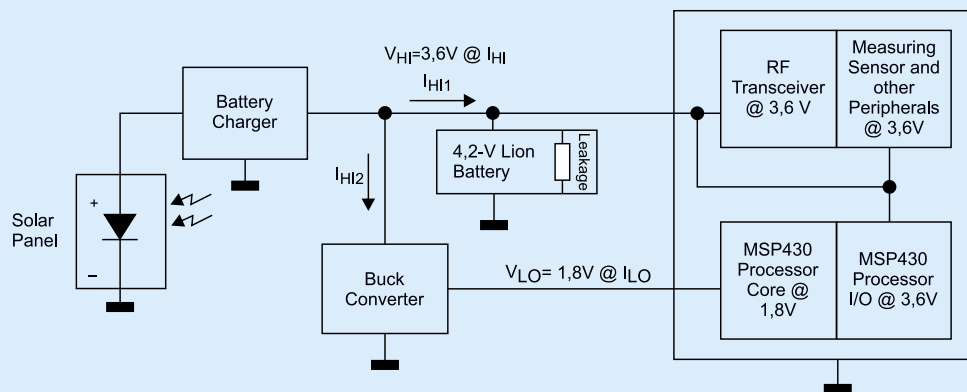 V_HI=3,6V @ I_HI
I_HI1
Battery
Charger
RF
Transceiver
@ 3,6 V
Measuring
Sensor and
other
Peripherals
@ 3,6V
4,2-V Lion
Battery
Leakage
I_HI2
Solar
Panel
+
–
Buck
Converter
V_LO= 1,8V @ I_LO
MSP430
Processor
Core @
1,8V
MSP430
Processor
I/O @ 3,6V